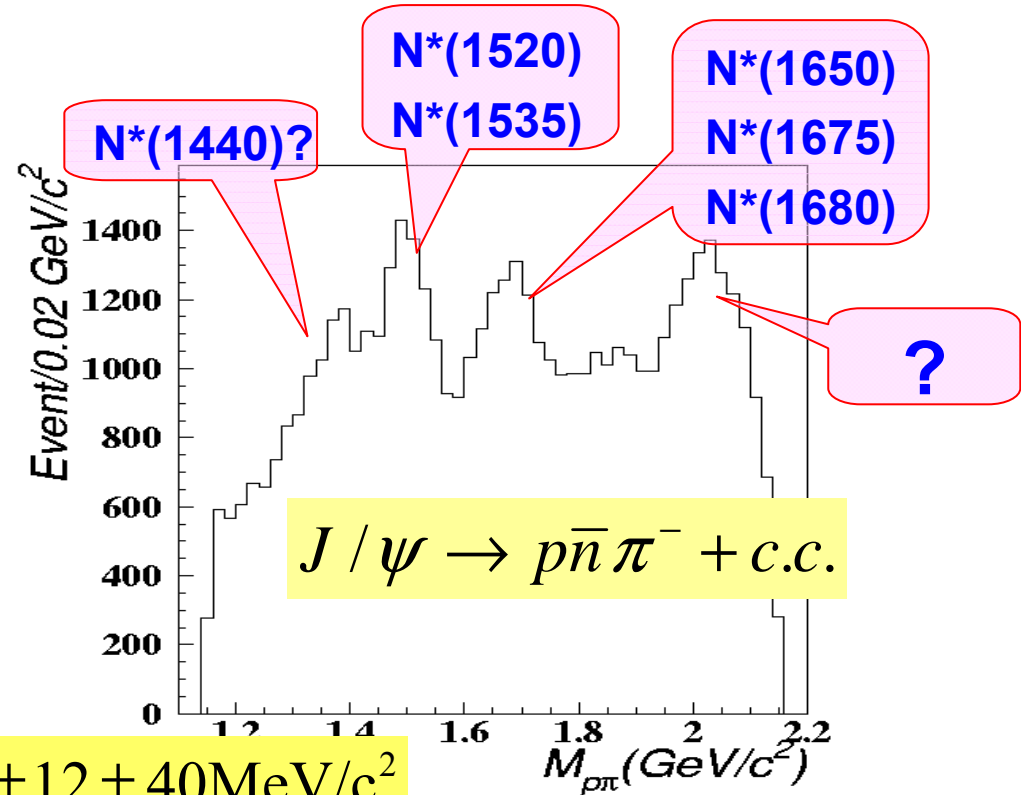 N*(1520)
N*(1535)
N*(1650)
N*(1675)
N*(1680)
N*(1440)?
?
Event/0.02 GeV/c²
1400
1200
1000
800
600
400
200
0
J/ψ → pn̅π⁻ + c.c.
1.2
1.4
1.6
1.8
2
2.2
M_pπ(GeV/c²)
±12±40MeV/c²